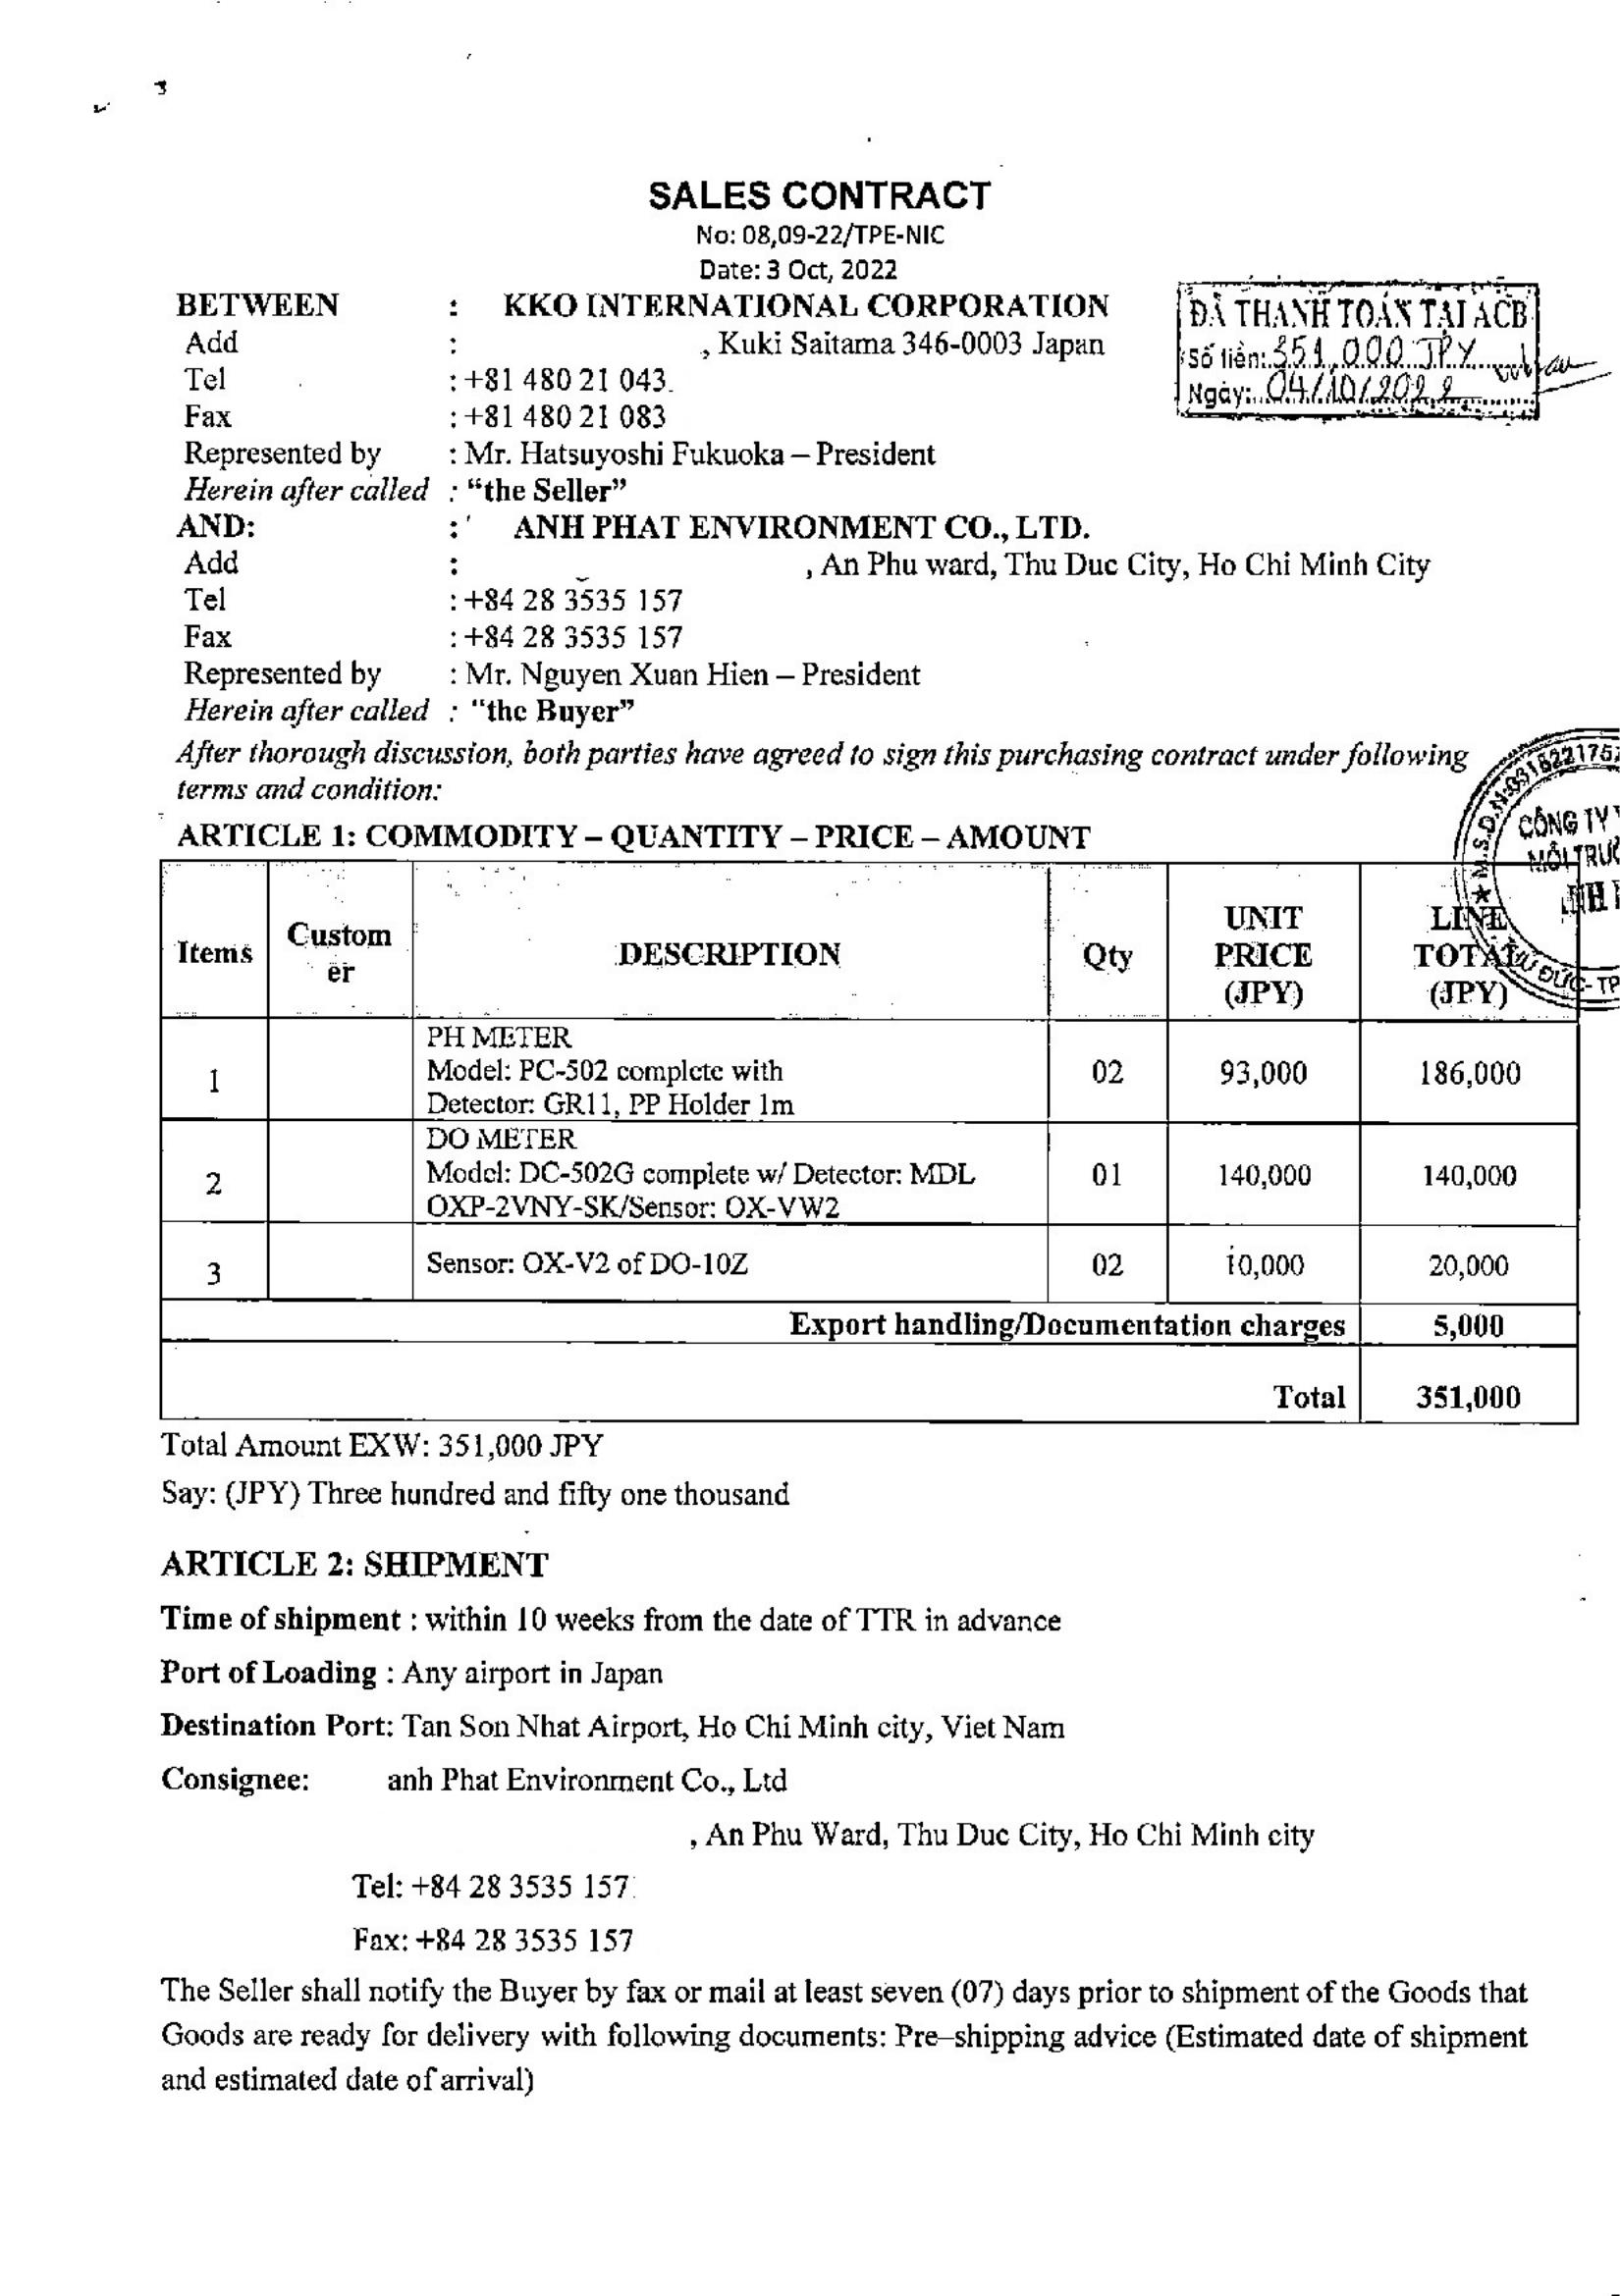 SALES CONTRACT
No: 08,09-22/TPE-NIC
Date: 3 Oct, 2022
BETWEEN : KKO INTERNATIONAL CORPORATION
Add : , Kuki Saitama 346-0003 Japan
Tel : +81 480 21 043
Fax : +81 480 21 083
Represented by : Mr. Hatsuyoshi Fukuoka – President
Herein after called : “the Seller”
ĐÃ THANH TOÁN TẠI ACB
Số tiền: 351,000 JPY
Ngày: 04/10/2022
AND: : ANH PHAT ENVIRONMENT CO., LTD.
Add : , An Phu ward, Thu Duc City, Ho Chi Minh City
Tel : +84 28 3535 157
Fax : +84 28 3535 157
Represented by : Mr. Nguyen Xuan Hien – President
Herein after called : “the Buyer”
After thorough discussion, both parties have agreed to sign this purchasing contract under following
terms and condition:
ARTICLE 1: COMMODITY – QUANTITY – PRICE – AMOUNT
M.S.D.N:031622175
CÔNG TY
MÔI TRƯỜ
Items Custom er DESCRIPTION Qty UNIT PRICE (JPY) LINE TOTAL (JPY)
PH METER
Model: PC-502 complete with
1 02 93,000 186,000
Detector: GR11, PP Holder 1m
DO METER
Model: DC-502G complete w/ Detector: MDL
2 01 140,000 140,000
OXP-2VNY-SK/Sensor: OX-VW2
3 Sensor: OX-V2 of DO-10Z 02 10,000 20,000
Export handling/Documentation charges 5,000
Total 351,000
Total Amount EXW: 351,000 JPY
Say: (JPY) Three hundred and fifty one thousand
ARTICLE 2: SHIPMENT
Time of shipment : within 10 weeks from the date of TTR in advance
Port of Loading : Any airport in Japan
Destination Port: Tan Son Nhat Airport, Ho Chi Minh city, Viet Nam
Consignee: anh Phat Environment Co., Ltd
, An Phu Ward, Thu Duc City, Ho Chi Minh city
Tel: +84 28 3535 157
Fax: +84 28 3535 157
The Seller shall notify the Buyer by fax or mail at least seven (07) days prior to shipment of the Goods that
Goods are ready for delivery with following documents: Pre–shipping advice (Estimated date of shipment
and estimated date of arrival)